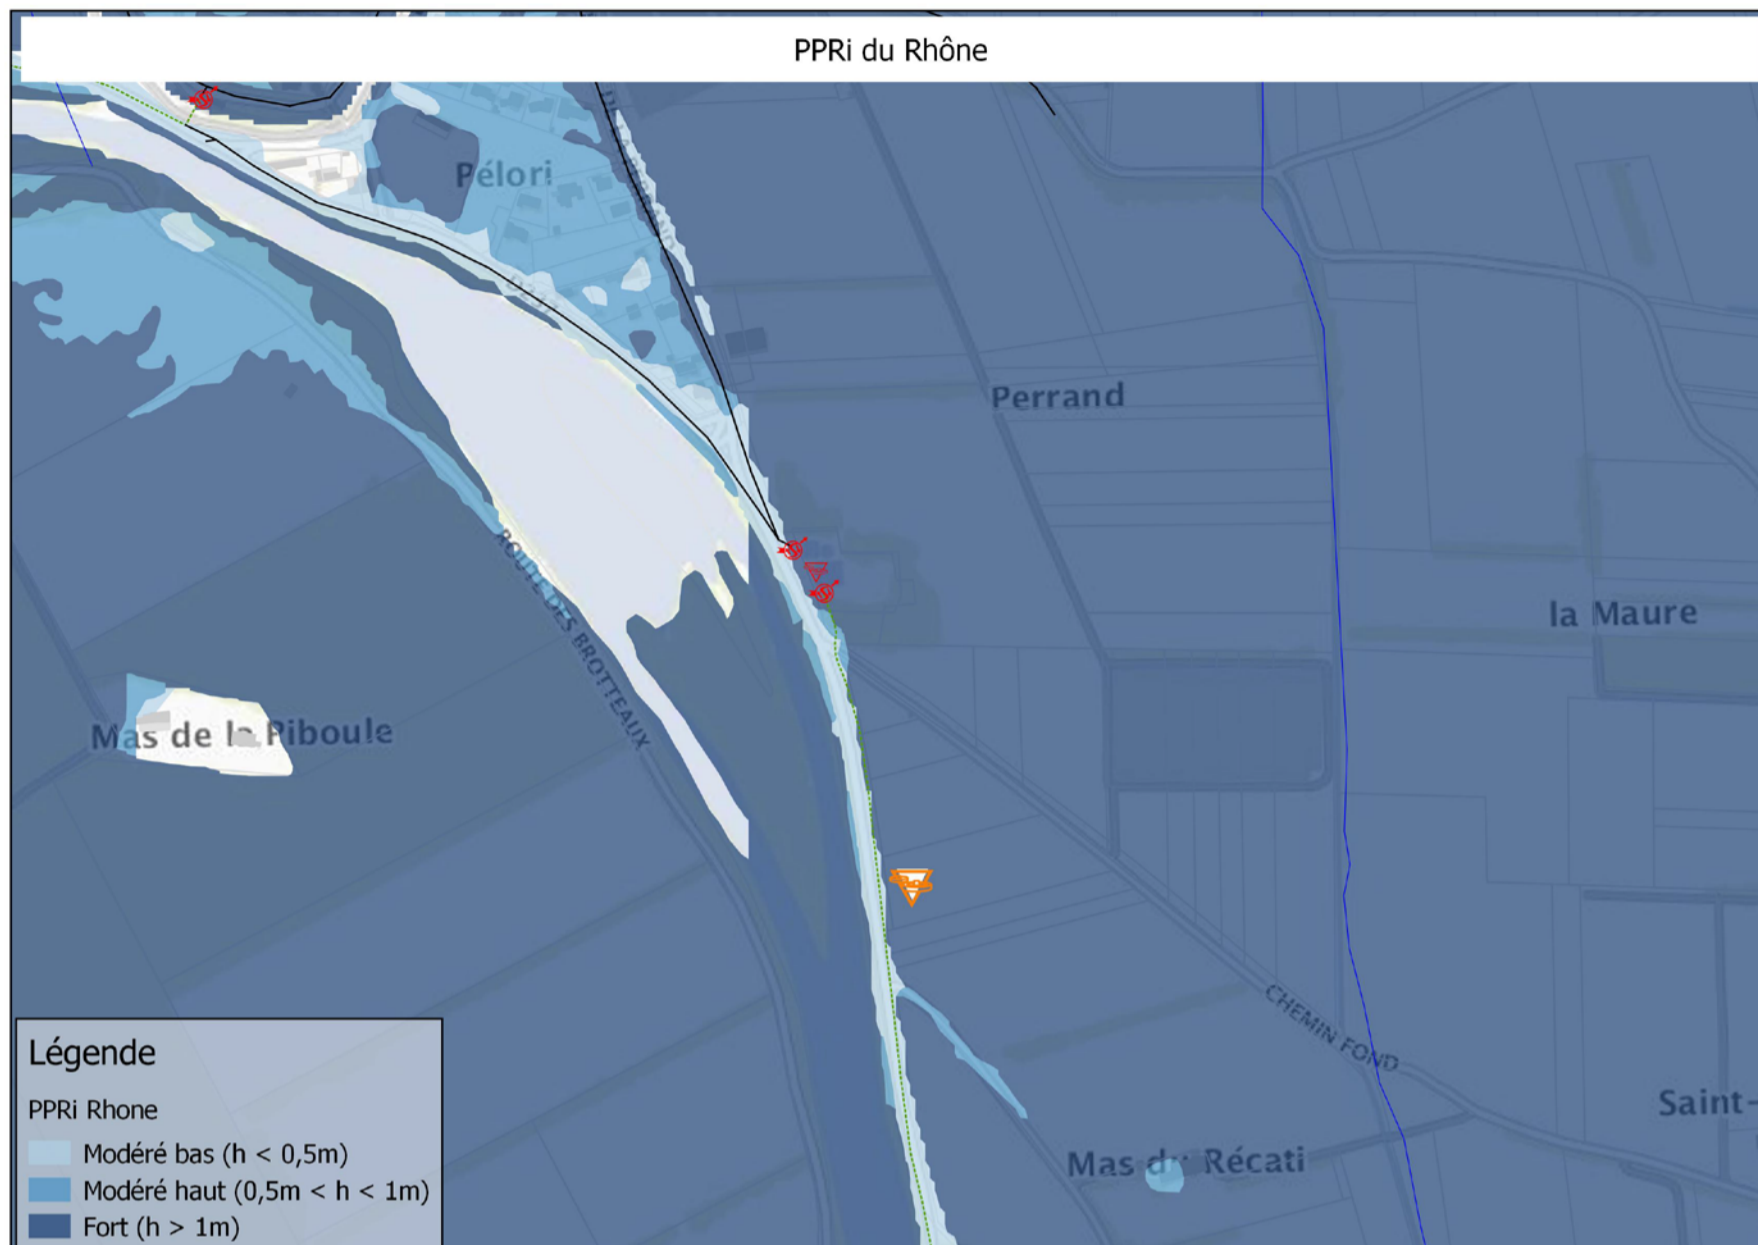 PPRi du Rhône
Pélori
D237
Perrand
la Maure
ROUTE DES BROTTEAUX
Mas de la Piboule
CHEMIN FOND
Saint-
Mas du Récati
Légende
PPRi Rhone
Modéré bas (h < 0,5m)
Modéré haut (0,5m < h < 1m)
Fort (h > 1m)